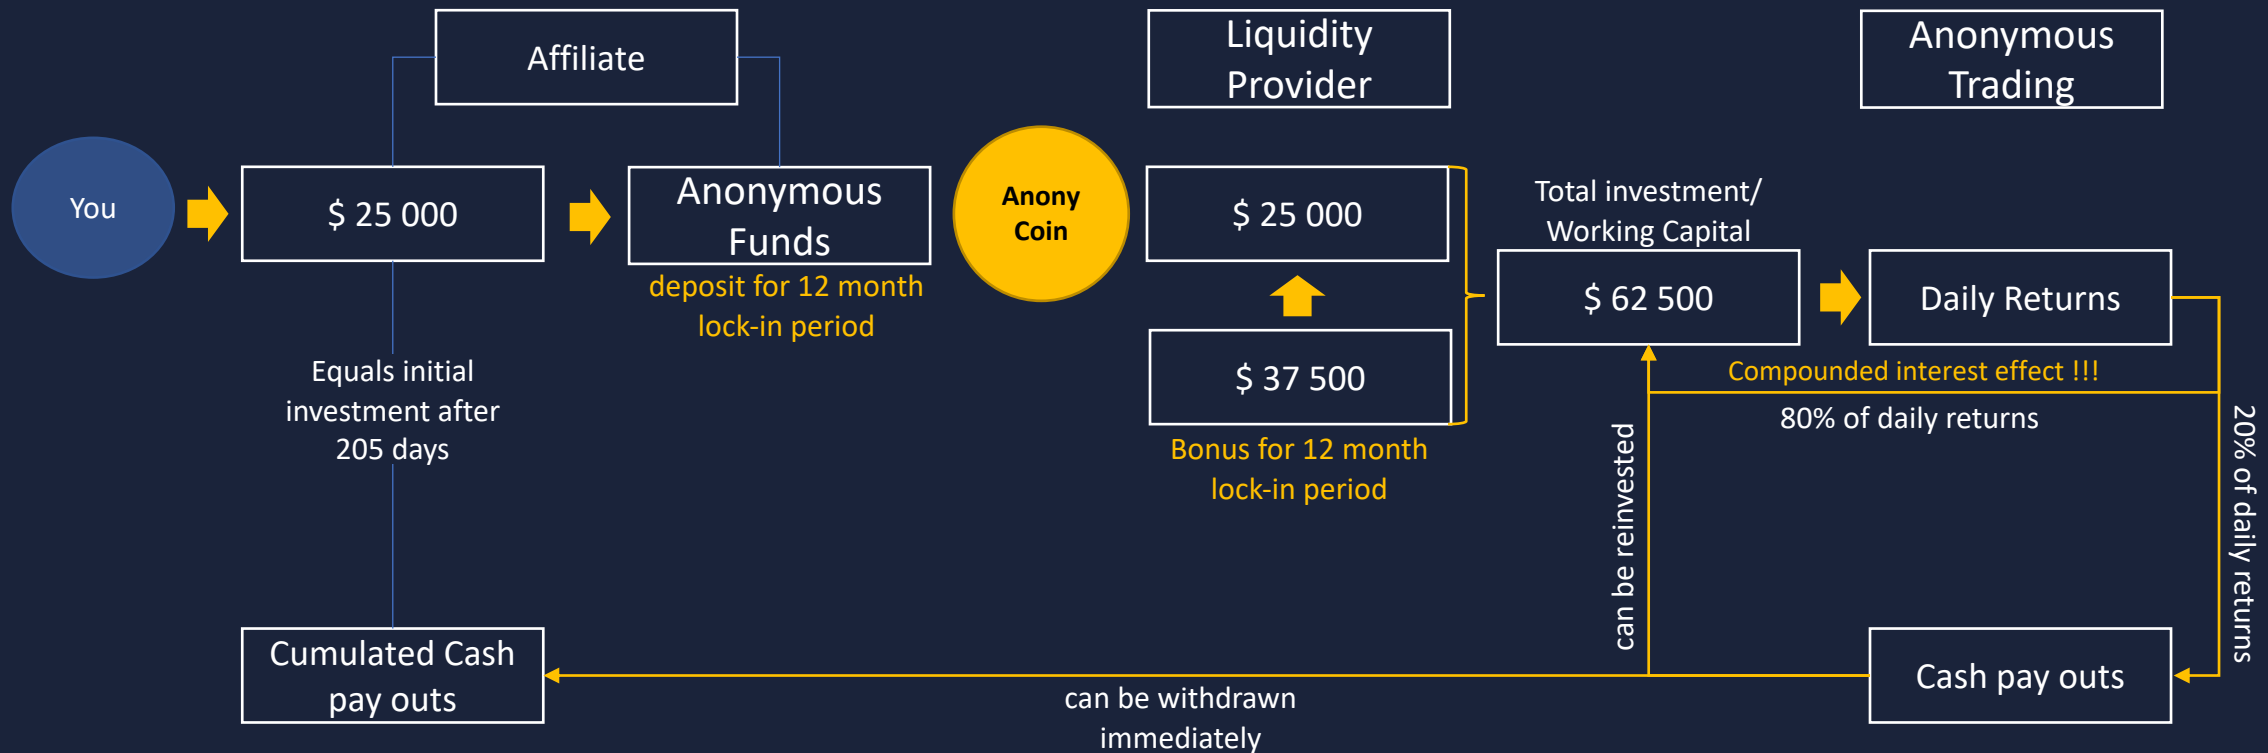 Affiliate
Liquidity
Provider
Anonymous
Trading
You
$ 25 000
Anonymous
Funds
deposit for 12 month
lock-in period
Anony
Coin
$ 25 000
$ 37 500
Bonus for 12 month
lock-in period
Total investment/
Working Capital
$ 62 500
Daily Returns
Compounded interest effect !!!
80% of daily returns
20% of daily returns
can be reinvested
Equals initial
investment after
205 days
Cumulated Cash
pay outs
can be withdrawn
immediately
Cash pay outs